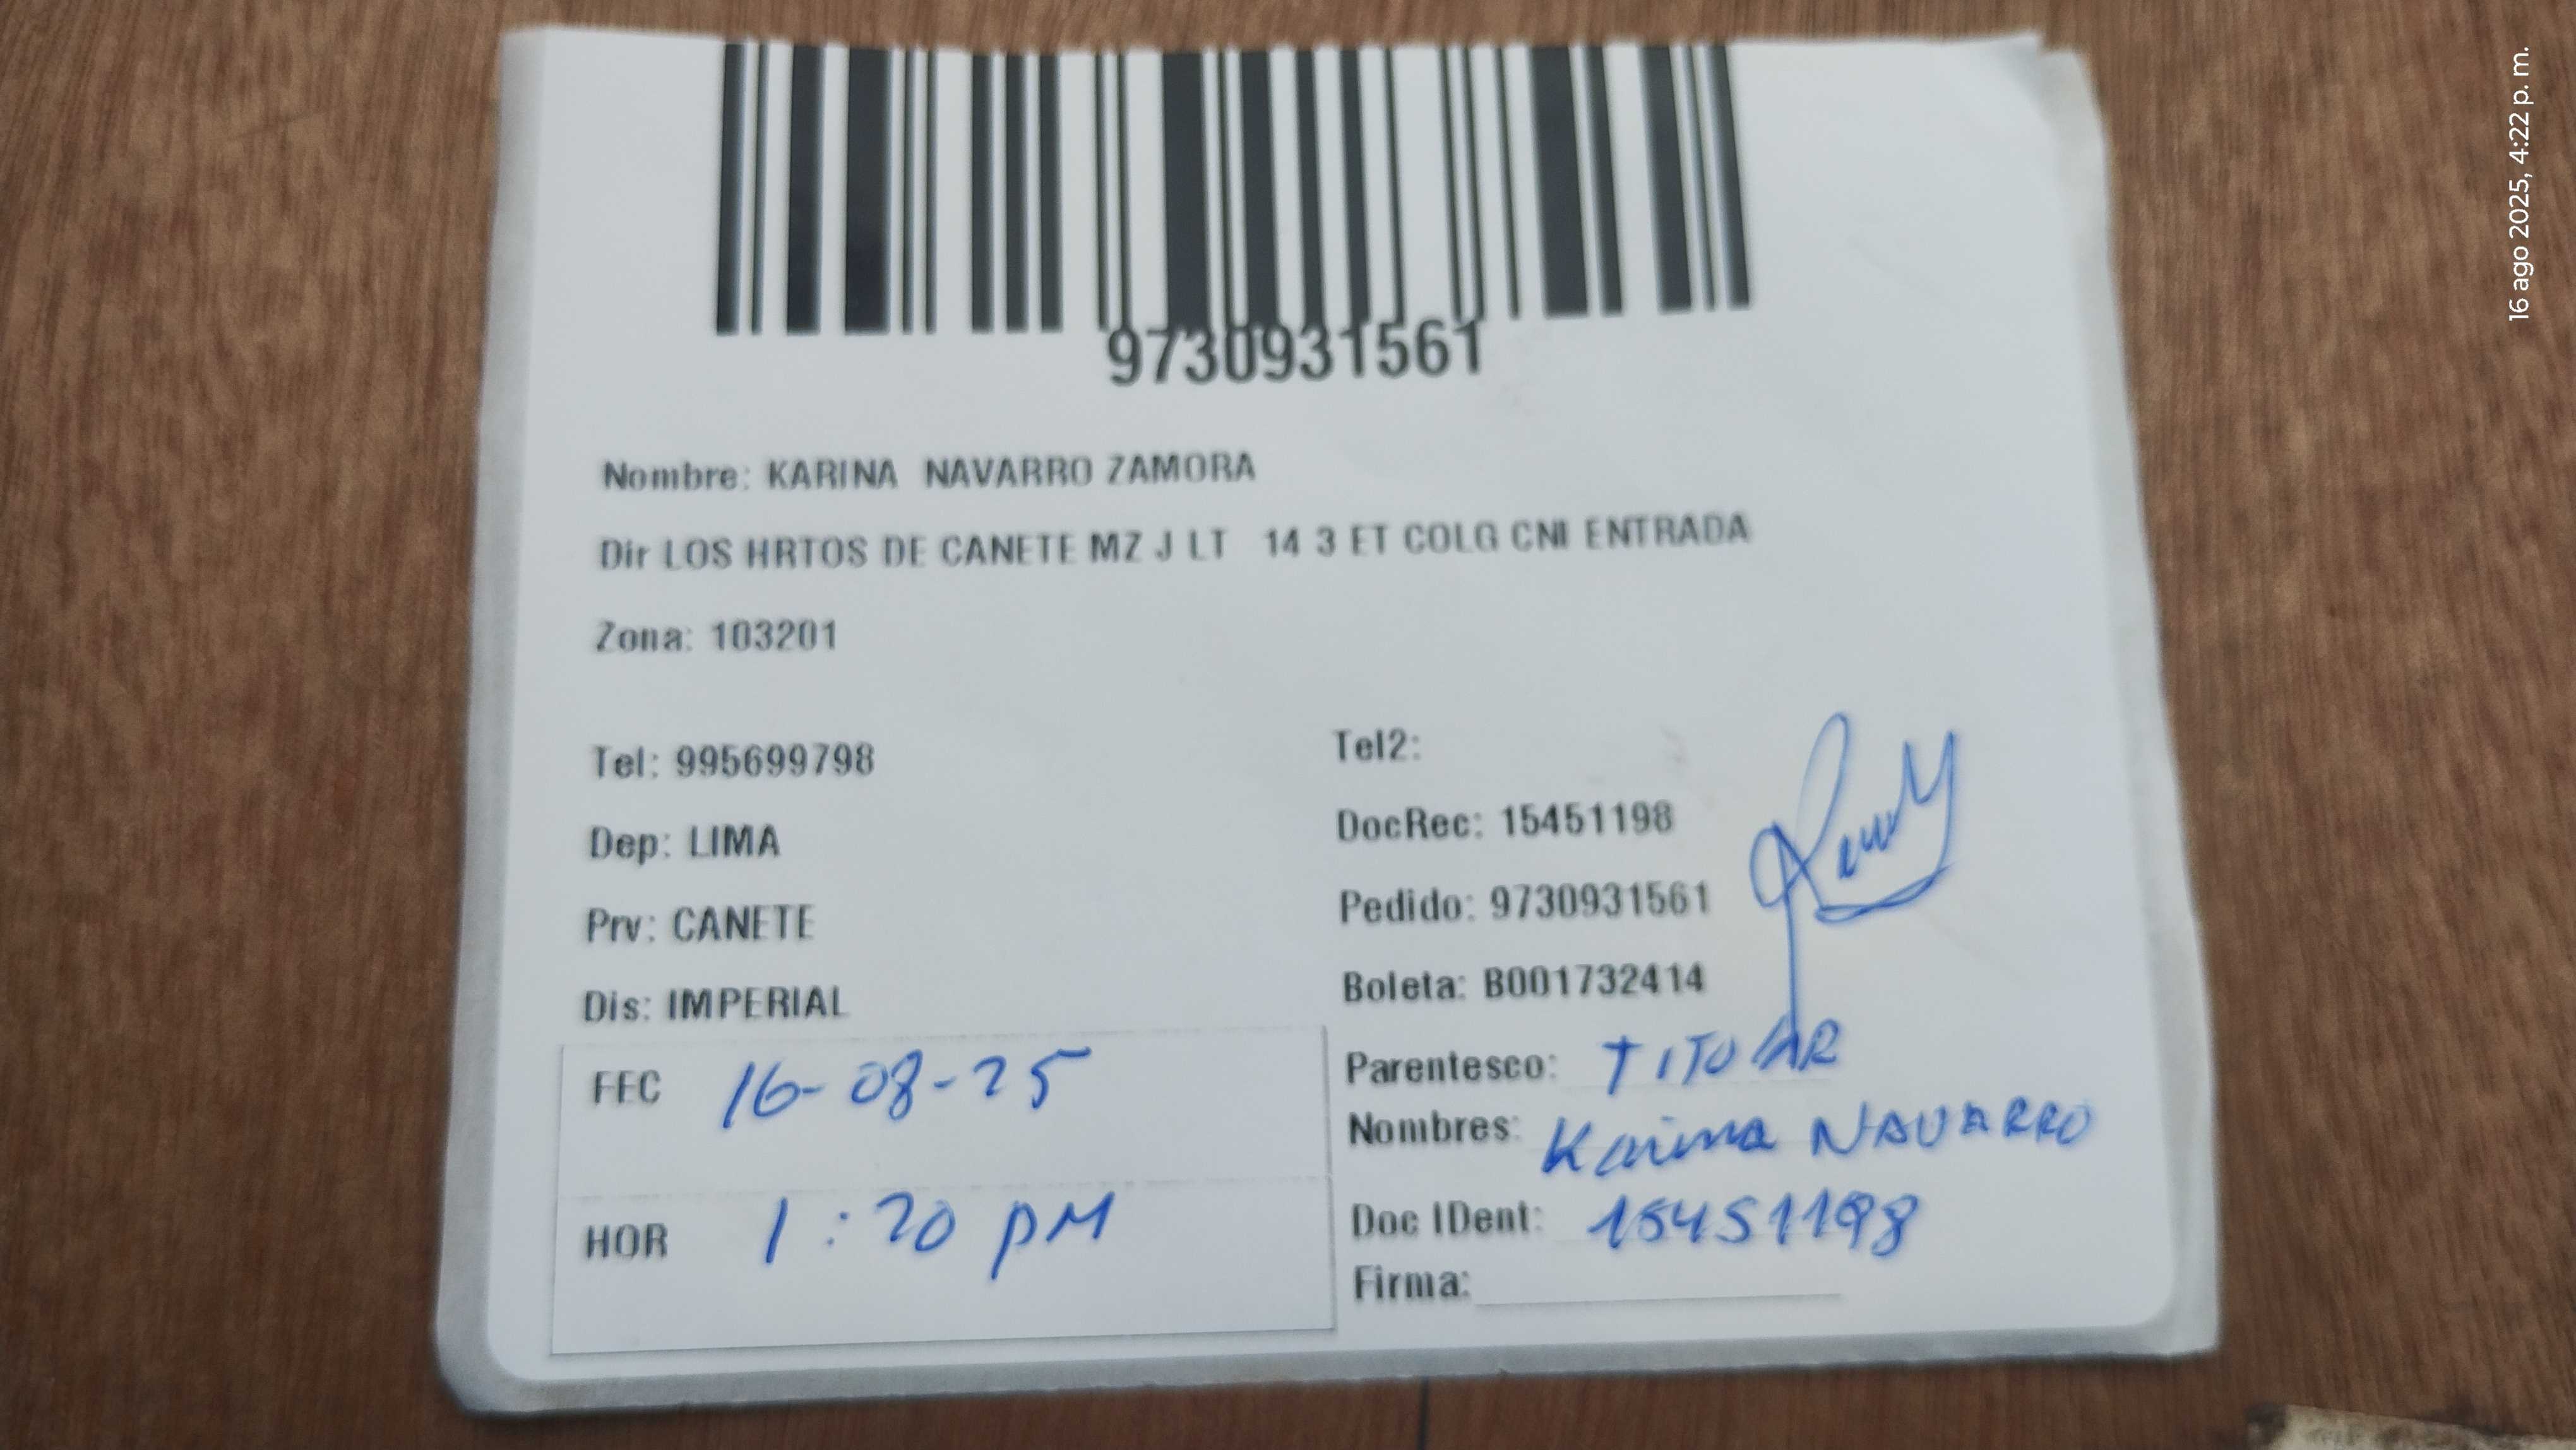 9730931561
Nombre: KARINA NAVARRO ZAMORA
Dir LOS HRTOS DE CANETE MZ J LT 14 3 ET COLG CNI ENTRADA
Zona: 103201
Tel: 995699798
Dep: LIMA
Prv: CANETE
Dis: IMPERIAL
FEC 16-08-25
HOR 1:20 PM
Tel2:
DocRec: 15451198
Pedido: 9730931561
Boleta: B001732414
Parentesco: TITULAR
Nombres: Karina NAVARRO
Doc IDent: 15451198
Firma:
16 ago 2025, 4:22 p. m.